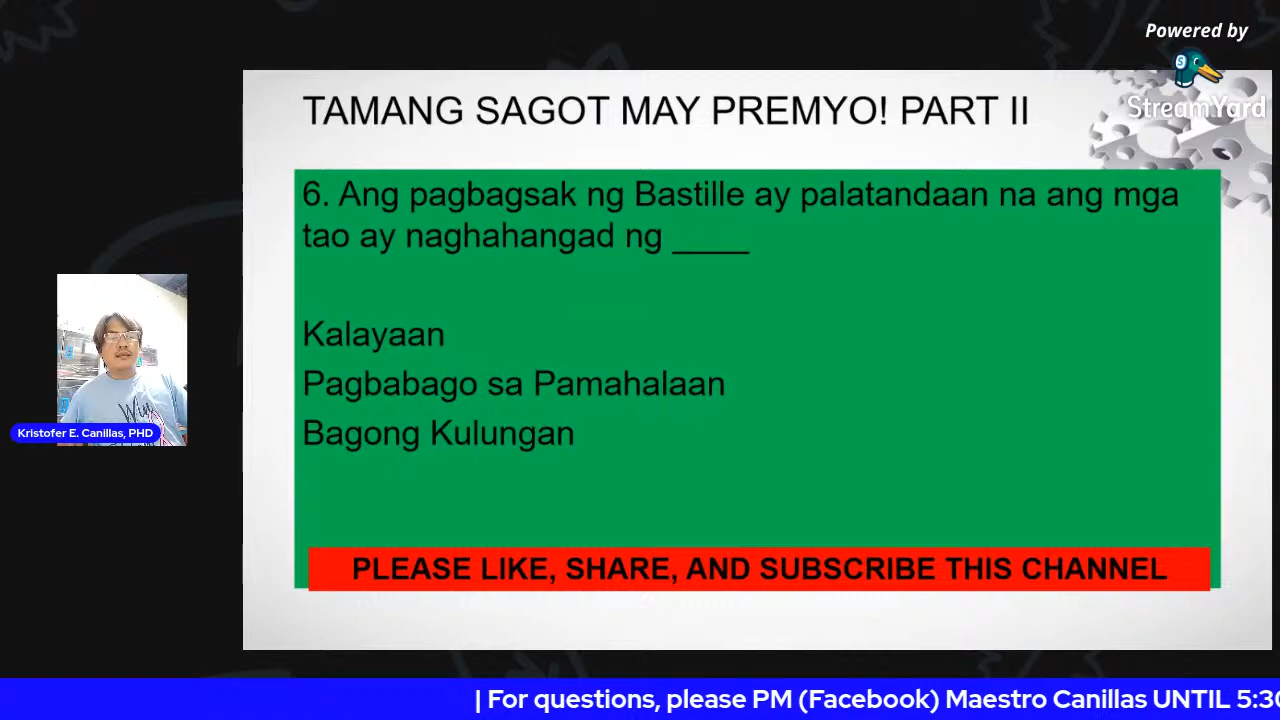 Powered by
StreamYard
TAMANG SAGOT MAY PREMYO! PART II
6. Ang pagbagsak ng Bastille ay palatandaan na ang mga
tao ay naghahangad ng ____
Kalayaan
Pagbabago sa Pamahalaan
Bagong Kulungan
Kristofer E. Canillas, PHD
PLEASE LIKE, SHARE, AND SUBSCRIBE THIS CHANNEL
| For questions, please PM (Facebook) Maestro Canillas UNTIL 5:30